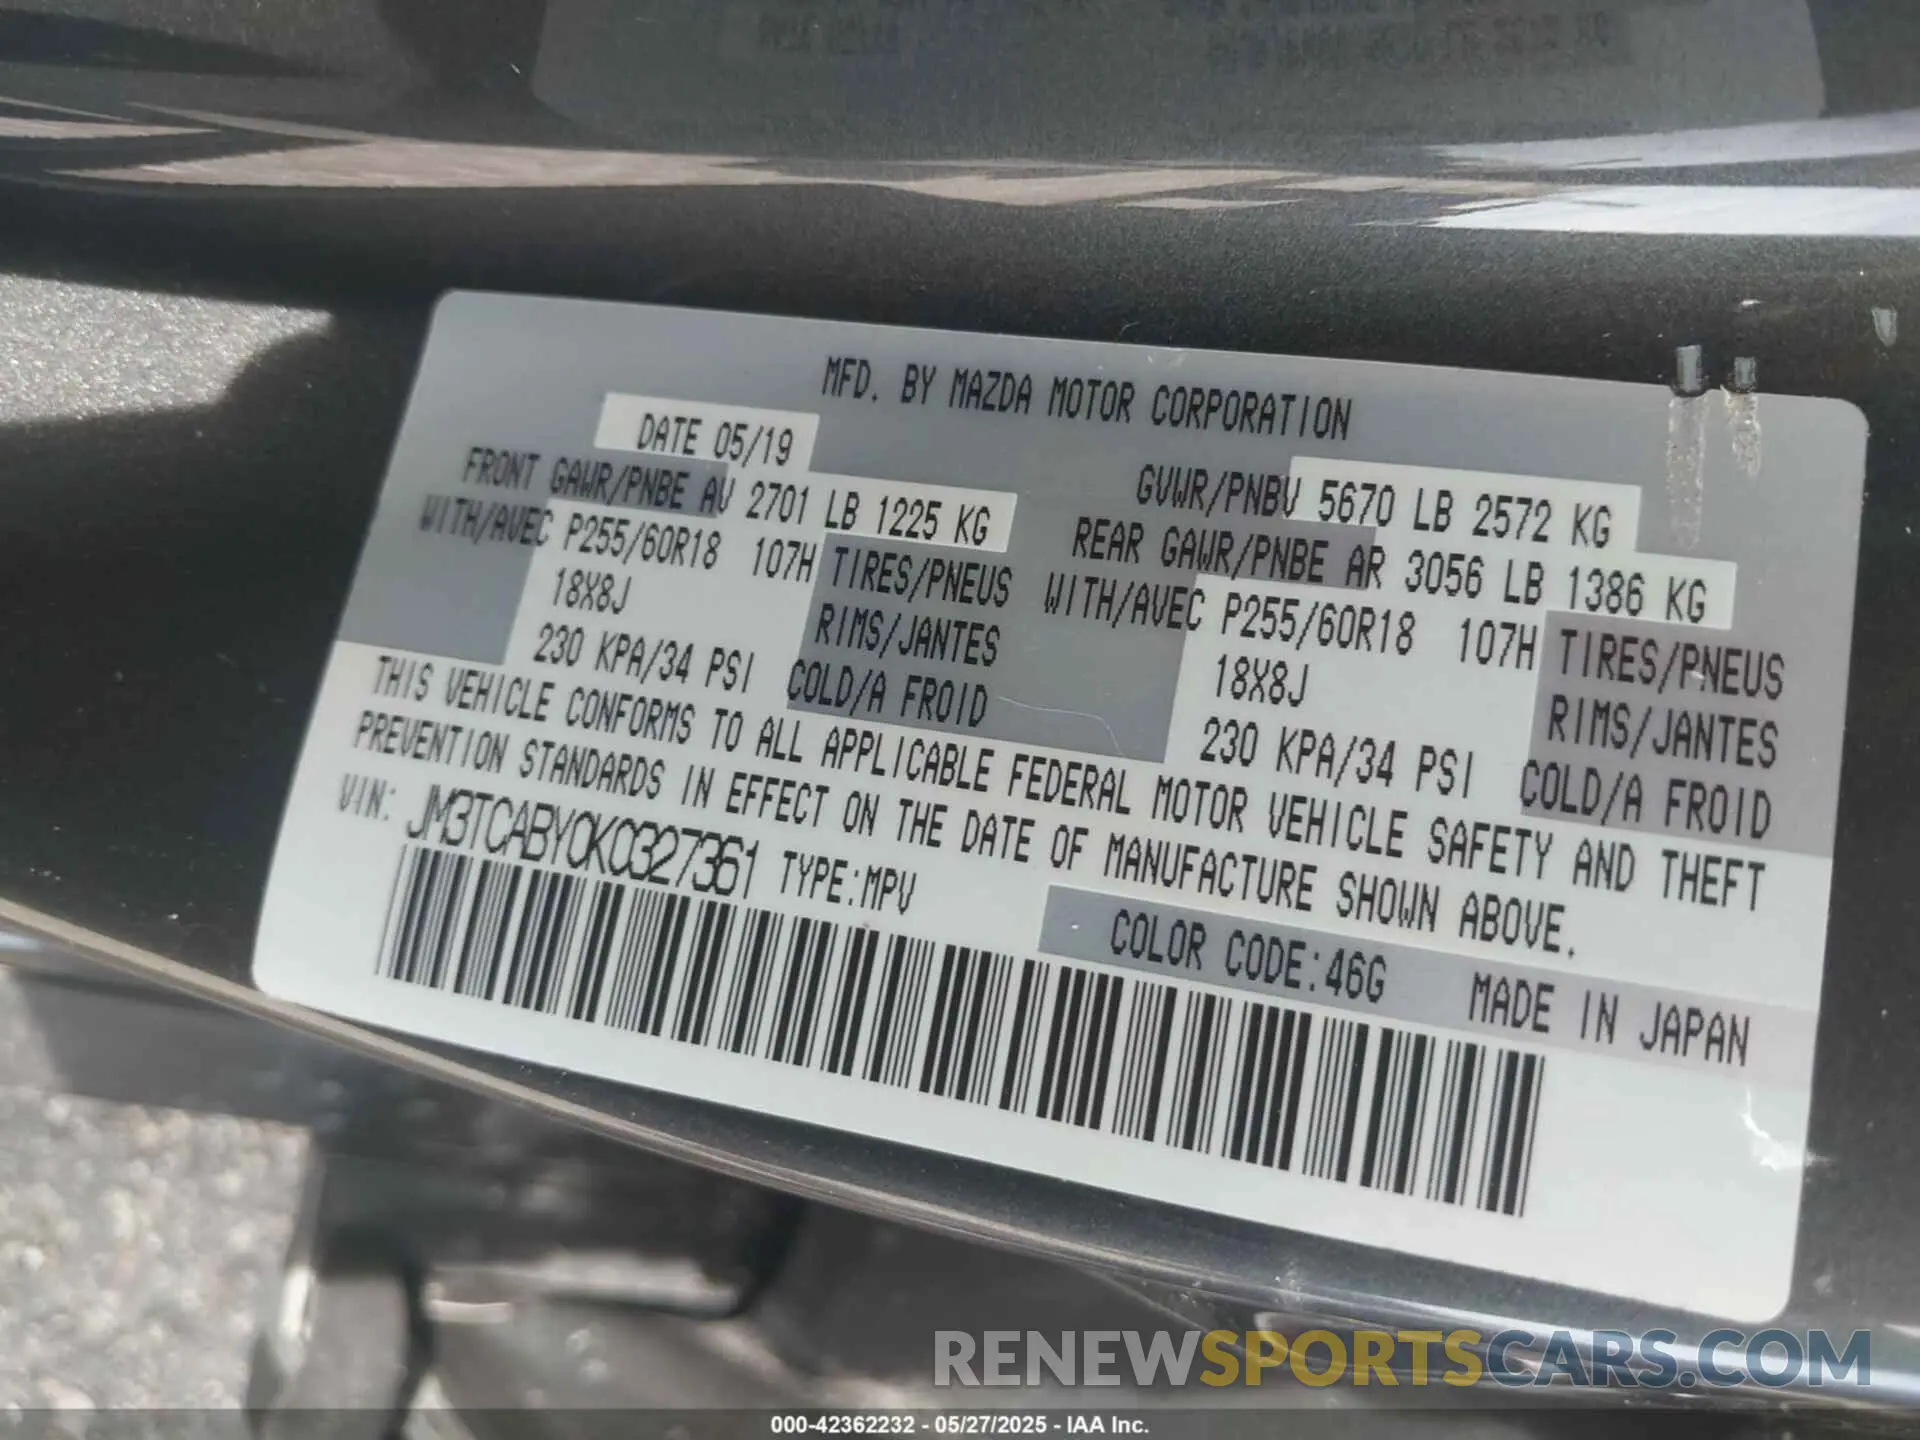 MFD. BY MAZDA MOTOR CORPORATION
DATE 05/19
GVWR/PNBV 5670 LB 2572 KG
FRONT GAWR/PNBE AV 2701 LB 1225 KG
REAR GAWR/PNBE AR 3056 LB 1386 KG
WITH/AVEC P255/60R18 107H TIRES/PNEUS
WITH/AVEC P255/60R18 107H TIRES/PNEUS
18X8J RIMS/JANTES
18X8J RIMS/JANTES
230 KPA/34 PSI COLD/A FROID
230 KPA/34 PSI COLD/A FROID
THIS VEHICLE CONFORMS TO ALL APPLICABLE FEDERAL MOTOR VEHICLE SAFETY AND THEFT
PREVENTION STANDARDS IN EFFECT ON THE DATE OF MANUFACTURE SHOWN ABOVE.
VIN: JM3TCABY0K0327361 TYPE:MPV
COLOR CODE:46G MADE IN JAPAN
RENEWSPORTSCARS.COM
000-42362232 - 05/27/2025 - IAA Inc.